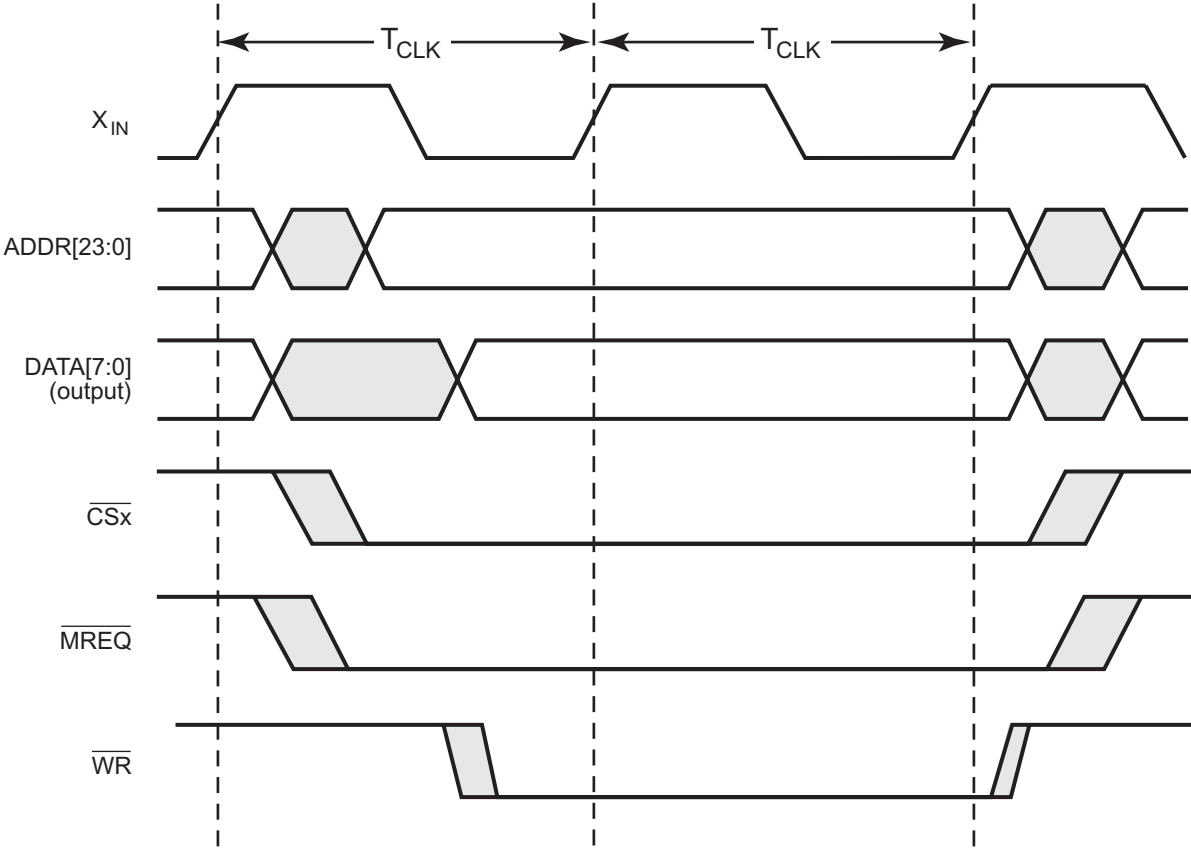 TCLK TCLK
XIN
ADDR[23:0]
DATA[7:0]
(output)
CSx
MREQ
WR